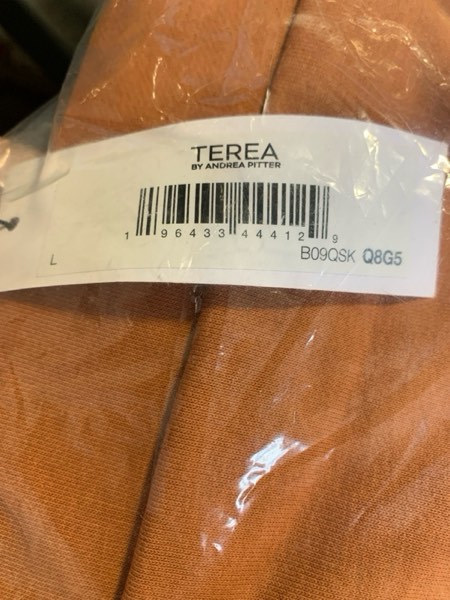 TEREA
BY ANDREA PITTER
1 96433 44412 9
B09QSK Q8G5
L